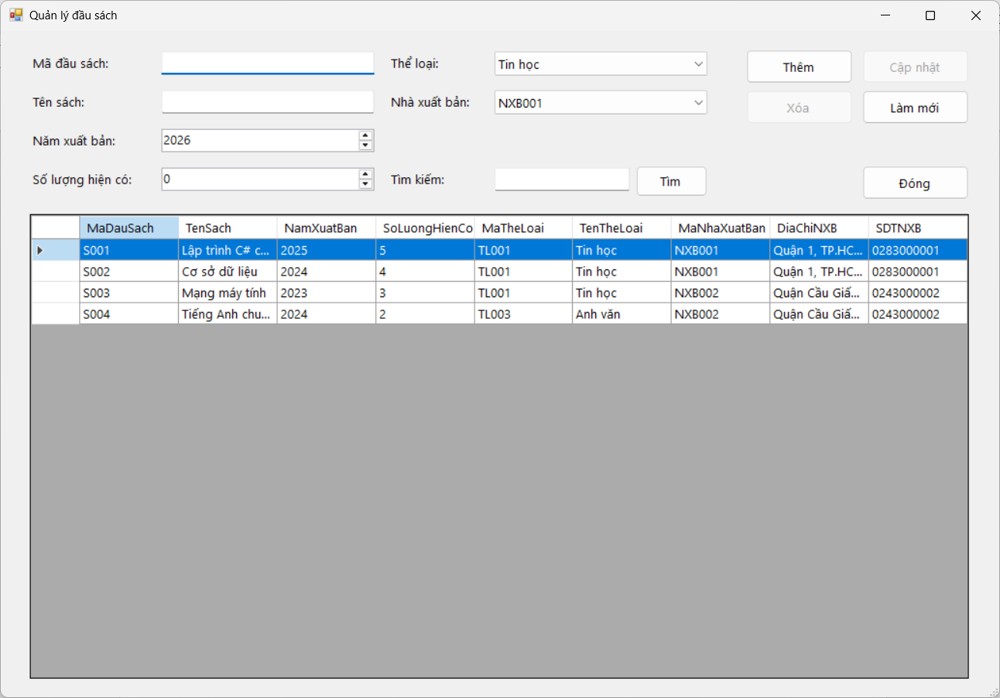 Quản lý đầu sách
Mã đầu sách:
Thể loại: Tin học
Thêm
Cập nhật
Tên sách:
Nhà xuất bản: NXB001
Xóa
Làm mới
Năm xuất bản: 2026
Số lượng hiện có: 0
Tìm kiếm:
Tìm
Đóng
MaDauSach TenSach NamXuatBan SoLuongHienCo MaTheLoai TenTheLoai MaNhaXuatBan DiaChiNXB SDTNXB
S001 Lập trình C# c... 2025 5 TL001 Tin học NXB001 Quận 1, TP.HC... 0283000001
S002 Cơ sở dữ liệu 2024 4 TL001 Tin học NXB001 Quận 1, TP.HC... 0283000001
S003 Mạng máy tính 2023 3 TL001 Tin học NXB002 Quận Cầu Giấ... 0243000002
S004 Tiếng Anh chu... 2024 2 TL003 Anh văn NXB002 Quận Cầu Giấ... 0243000002